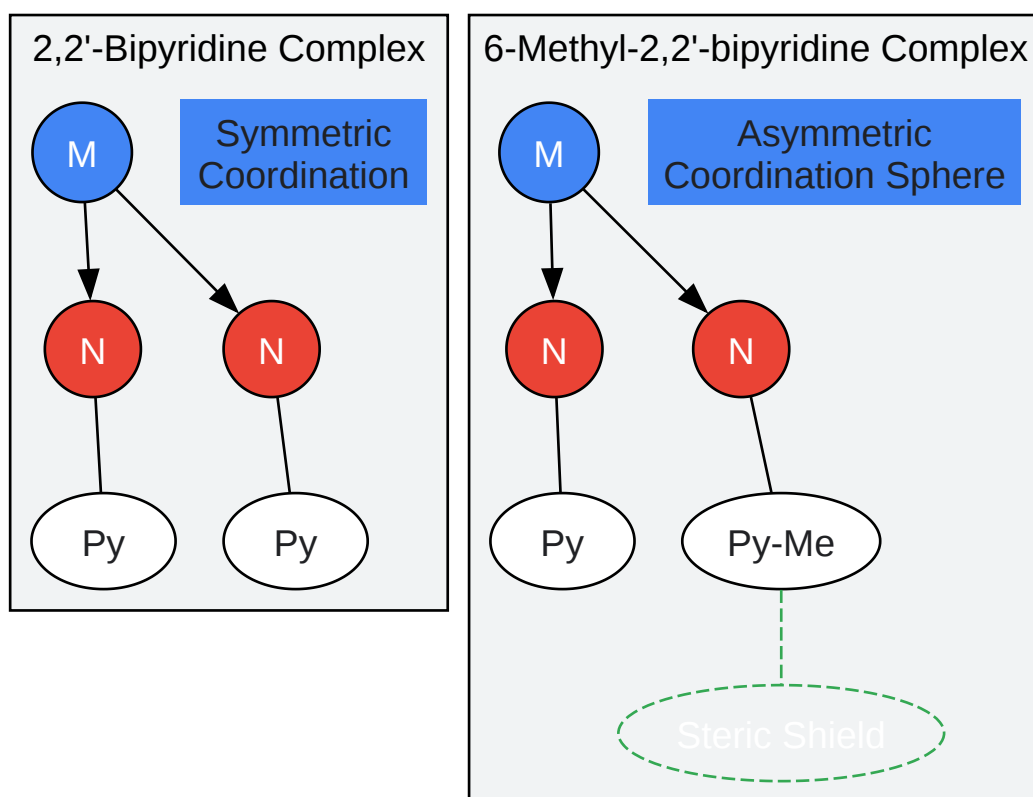 2,2'-Bipyridine Complex
M
Symmetric
Coordination
N
N
Py
Py
6-Methyl-2,2'-bipyridine Complex
M
Asymmetric
Coordination Sphere
N
N
Py
Py-Me
Steric Shield